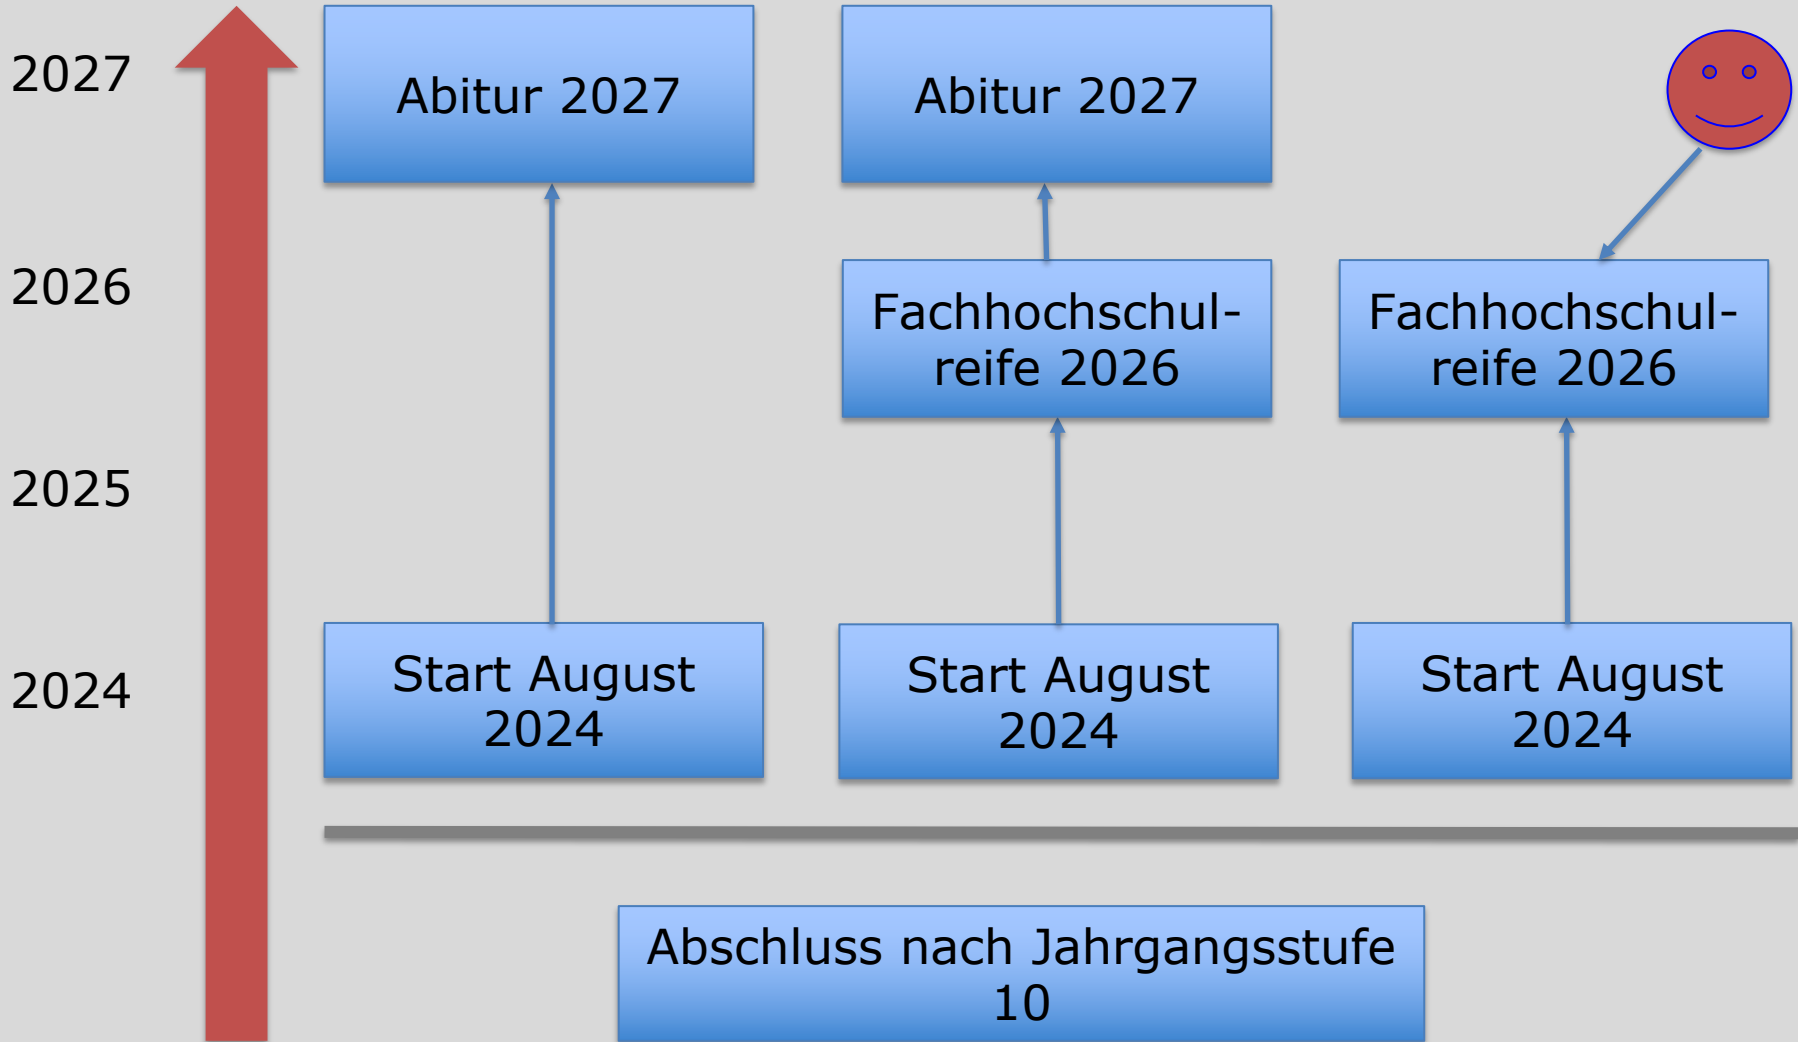 2027
Abitur 2027
Abitur 2027
2026
Fachhochschul-
reife 2026
Fachhochschul-
reife 2026
2025
2024
Start August
2024
Start August
2024
Start August
2024
Abschluss nach Jahrgangsstufe
10